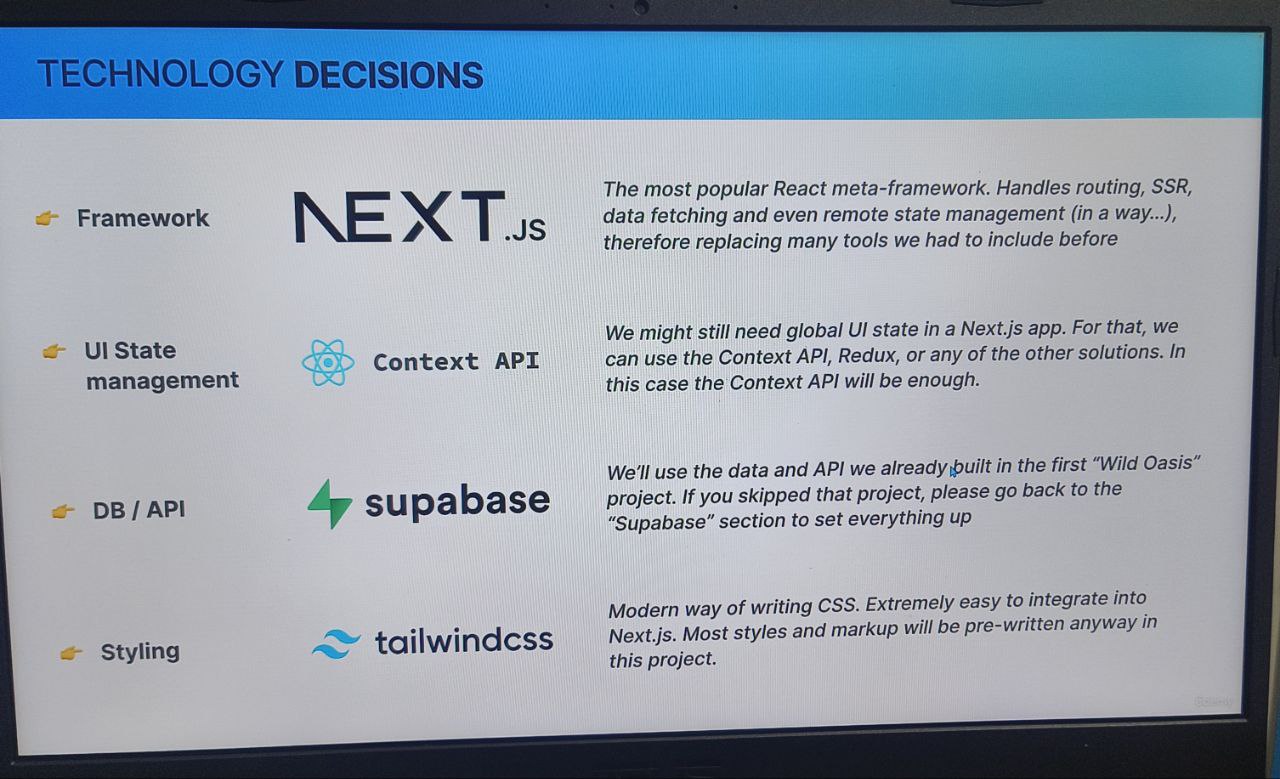 TECHNOLOGY DECISIONS
👉 Framework
NEXT.JS
The most popular React meta-framework. Handles routing, SSR,
data fetching and even remote state management (in a way...),
therefore replacing many tools we had to include before
👉 UI State
management
Context API
We might still need global UI state in a Next.js app. For that, we
can use the Context API, Redux, or any of the other solutions. In
this case the Context API will be enough.
👉 DB / API
supabase
We'll use the data and API we already built in the first “Wild Oasis”
project. If you skipped that project, please go back to the
“Supabase” section to set everything up
👉 Styling
tailwindcss
Modern way of writing CSS. Extremely easy to integrate into
Next.js. Most styles and markup will be pre-written anyway in
this project.
Udemy